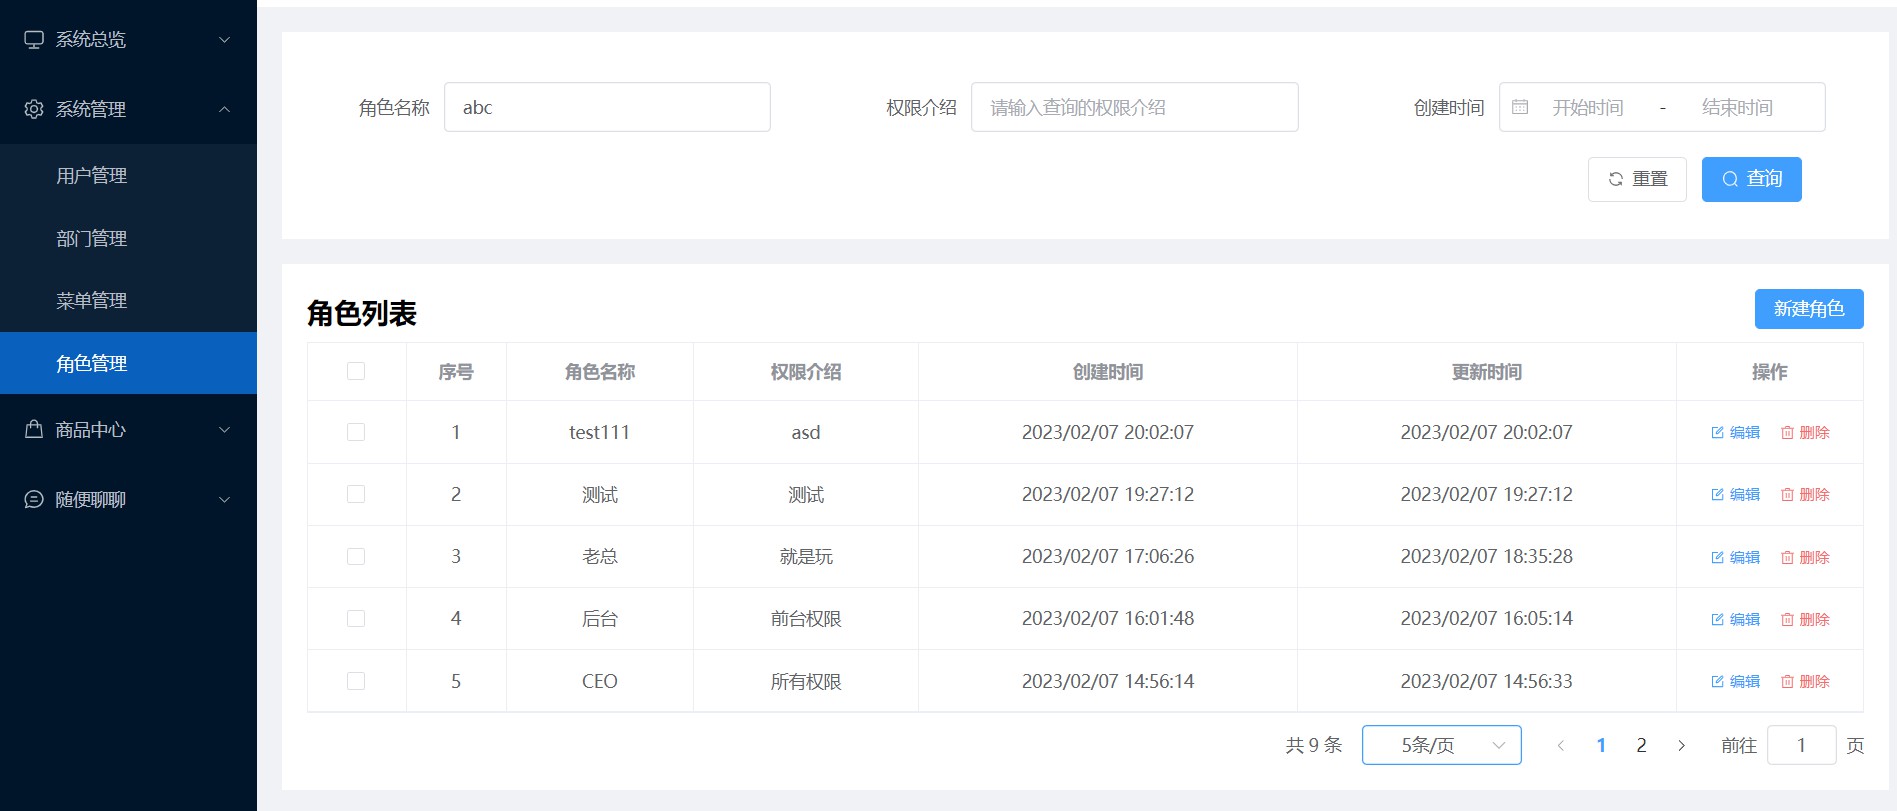 系统总览
系统管理
用户管理
部门管理
菜单管理
角色管理
商品中心
随便聊聊
角色名称 abc 权限介绍 请输入查询的权限介绍 创建时间 开始时间 - 结束时间
重置 查询
角色列表 新建角色
序号 角色名称 权限介绍 创建时间 更新时间 操作
1 test111 asd 2023/02/07 20:02:07 2023/02/07 20:02:07 编辑 删除
2 测试 测试 2023/02/07 19:27:12 2023/02/07 19:27:12 编辑 删除
3 老总 就是玩 2023/02/07 17:06:26 2023/02/07 18:35:28 编辑 删除
4 后台 前台权限 2023/02/07 16:01:48 2023/02/07 16:05:14 编辑 删除
5 CEO 所有权限 2023/02/07 14:56:14 2023/02/07 14:56:33 编辑 删除
共 9 条 5条/页 1 2 前往 1 页